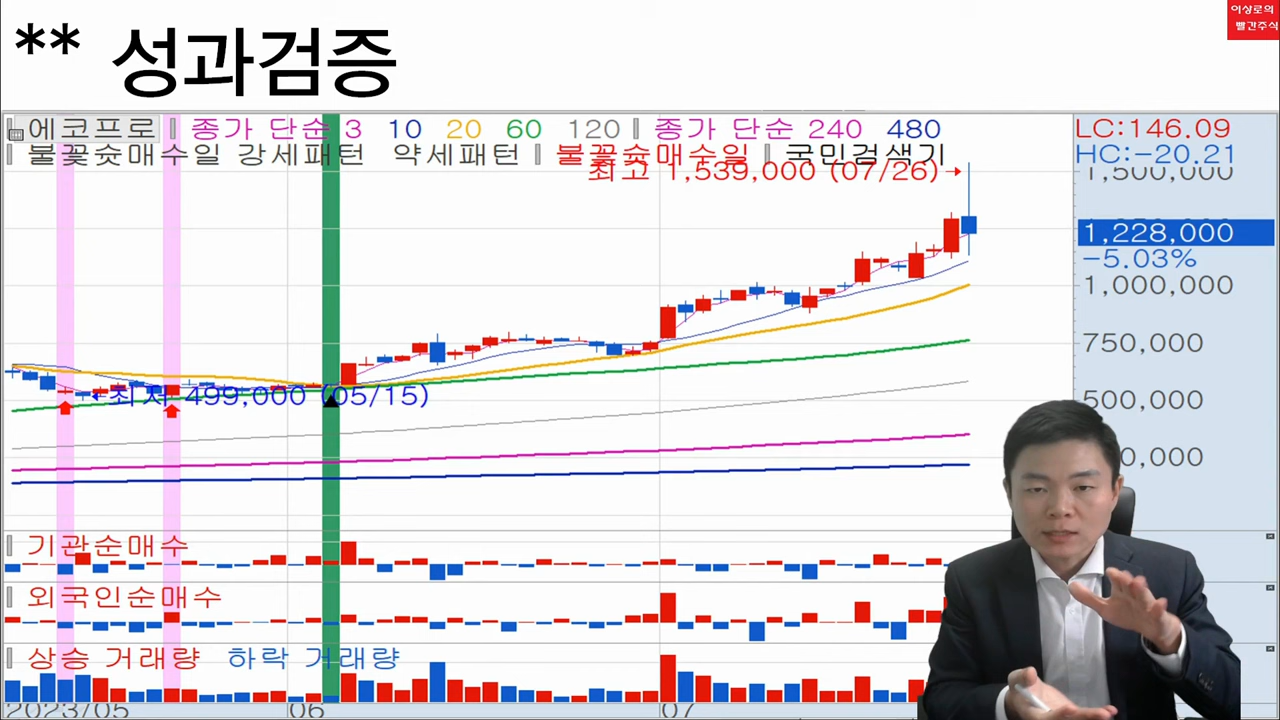 이상로의
빨간주식
** 성과검증
에코프로 종가 단순 3 10 20 60 120 종가 단순 240 480
LC:146.09
불꽃슛매수일 강세패턴 약세패턴 불꽃슛매수일 국민검색기
HC:-20.21
최고 1,539,000 (07/26)
1,500,000
1,228,000
-5.03%
1,000,000
750,000
최저 499,000 (05/15)
500,000
0,000
기관순매수
외국인순매수
상승 거래량 하락 거래량
2023/05 06 07